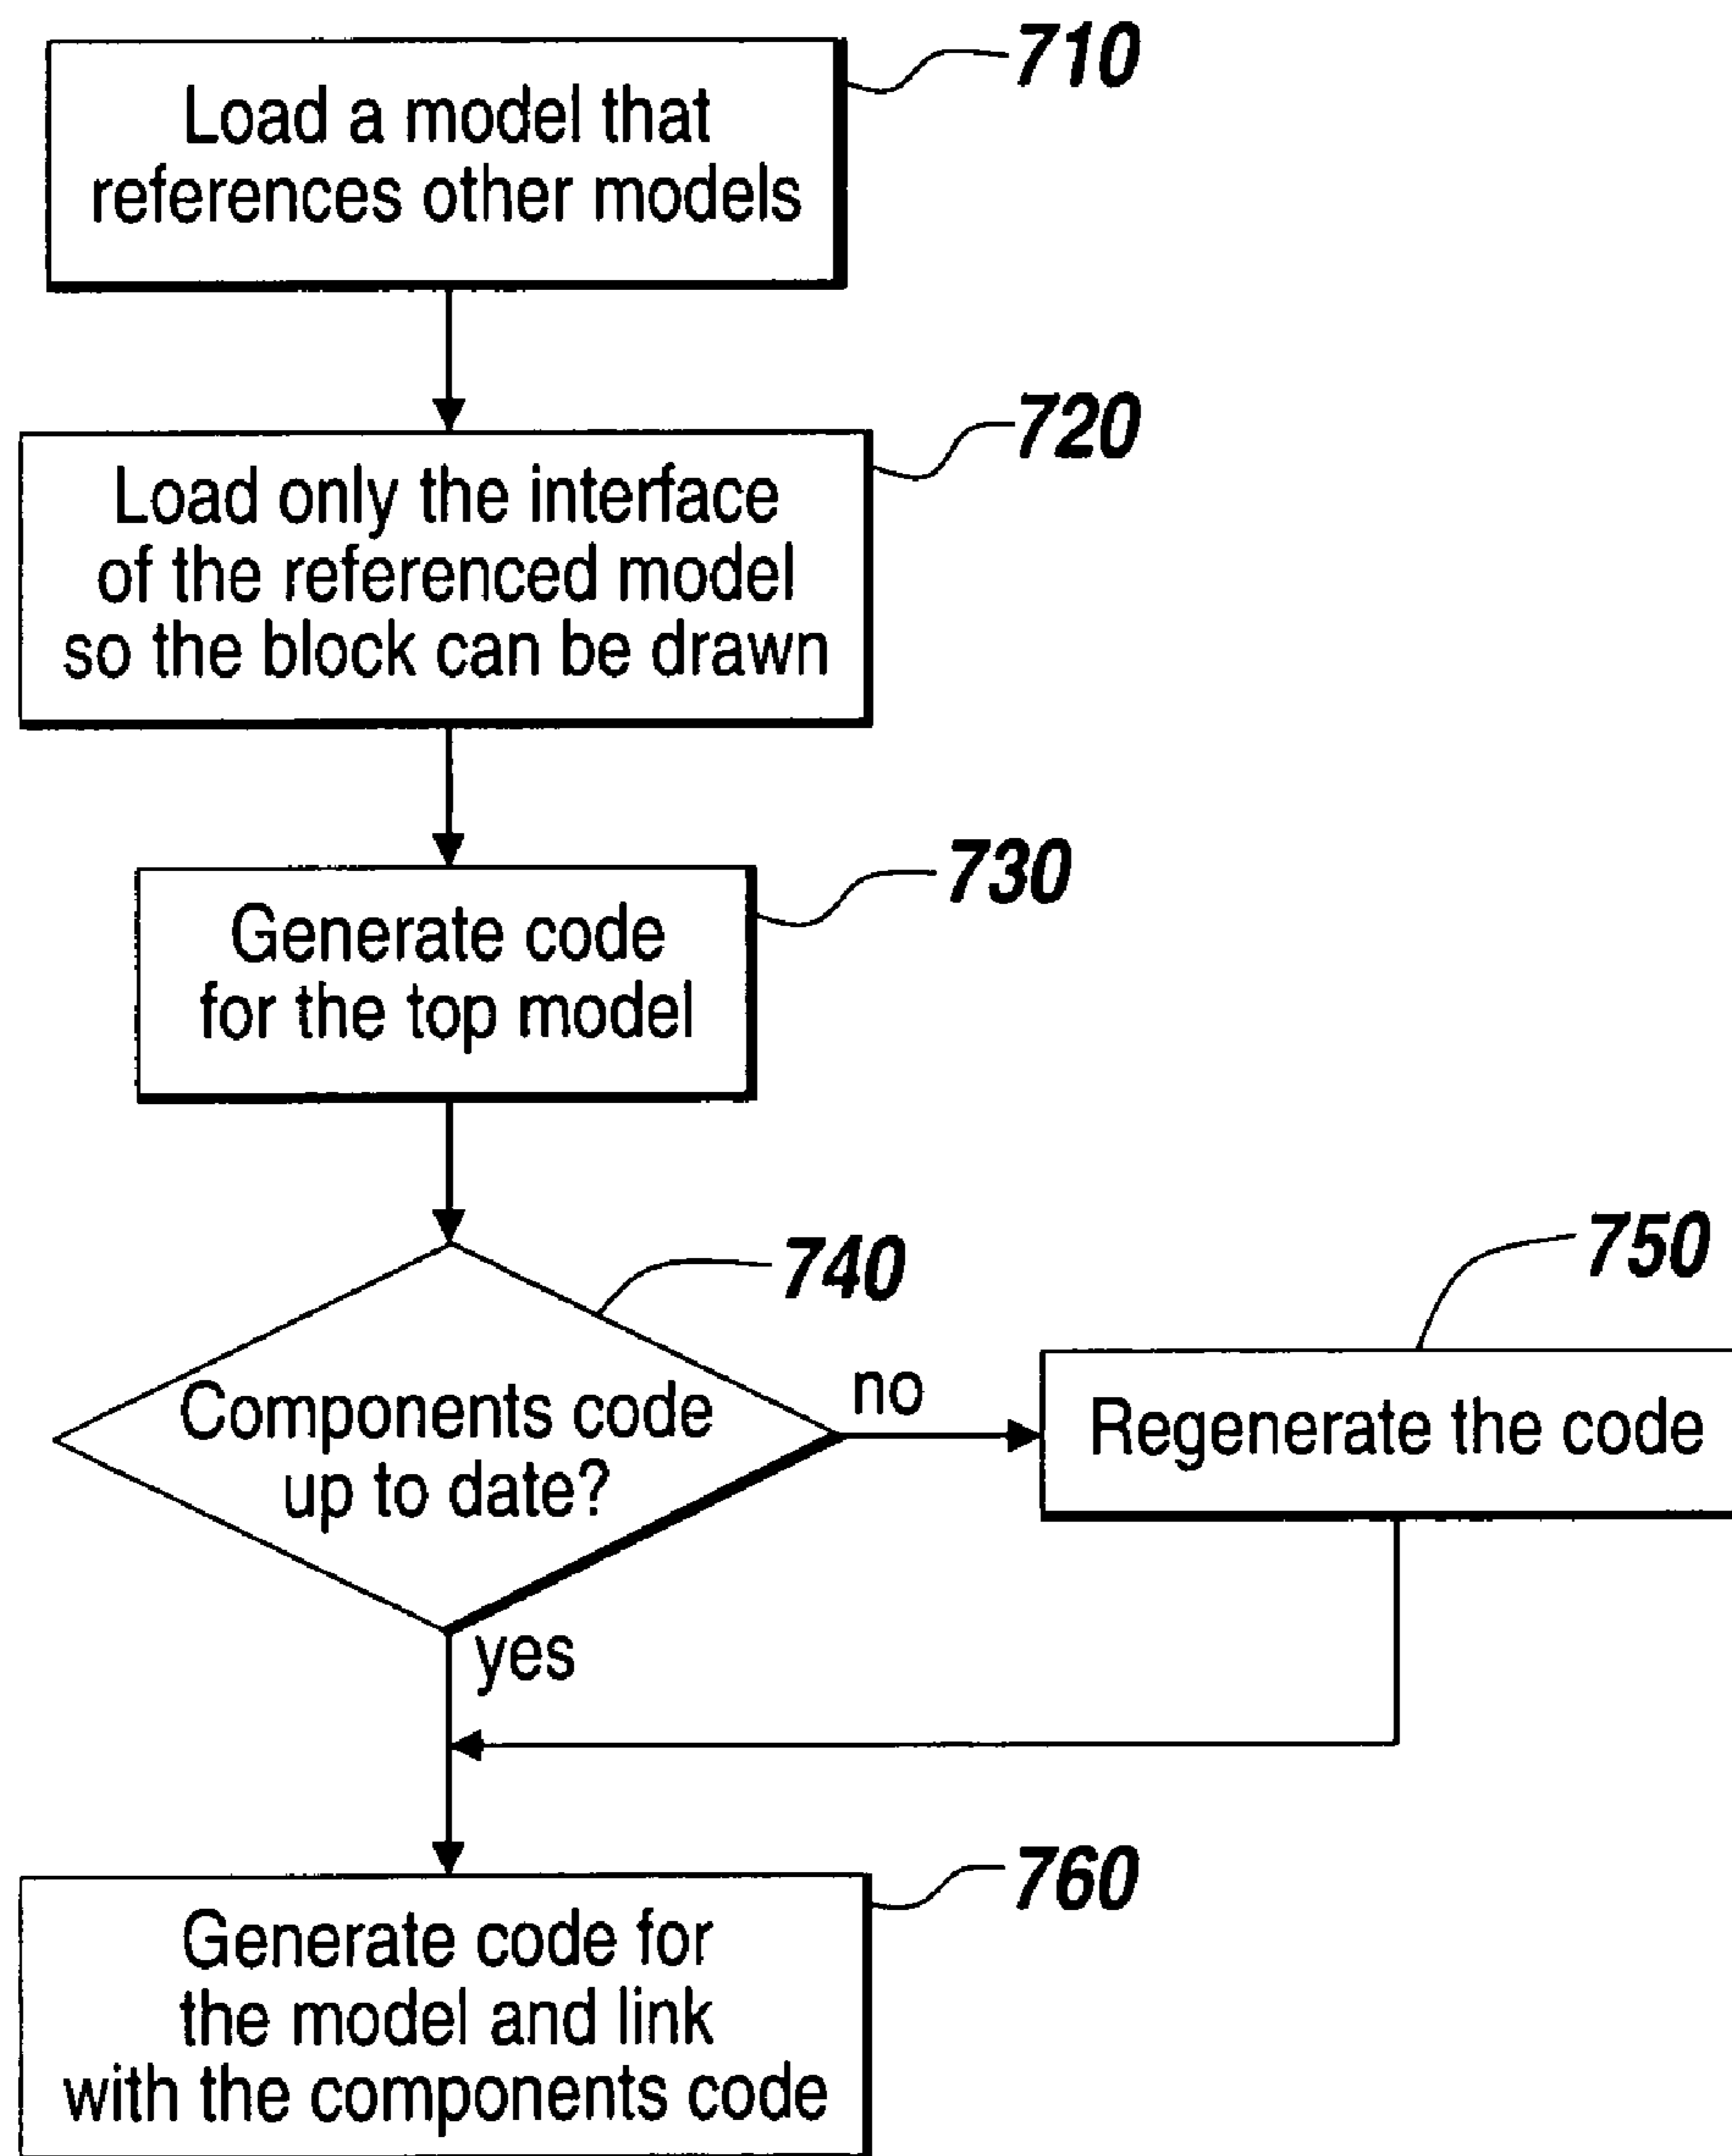 710
Load a model that
references other models
720
Load only the interface
of the referenced model
so the block can be drawn
730
Generate code
for the top model
740
Components code
up to date?
no
750
Regenerate the code
yes
760
Generate code for
the model and link
with the components code